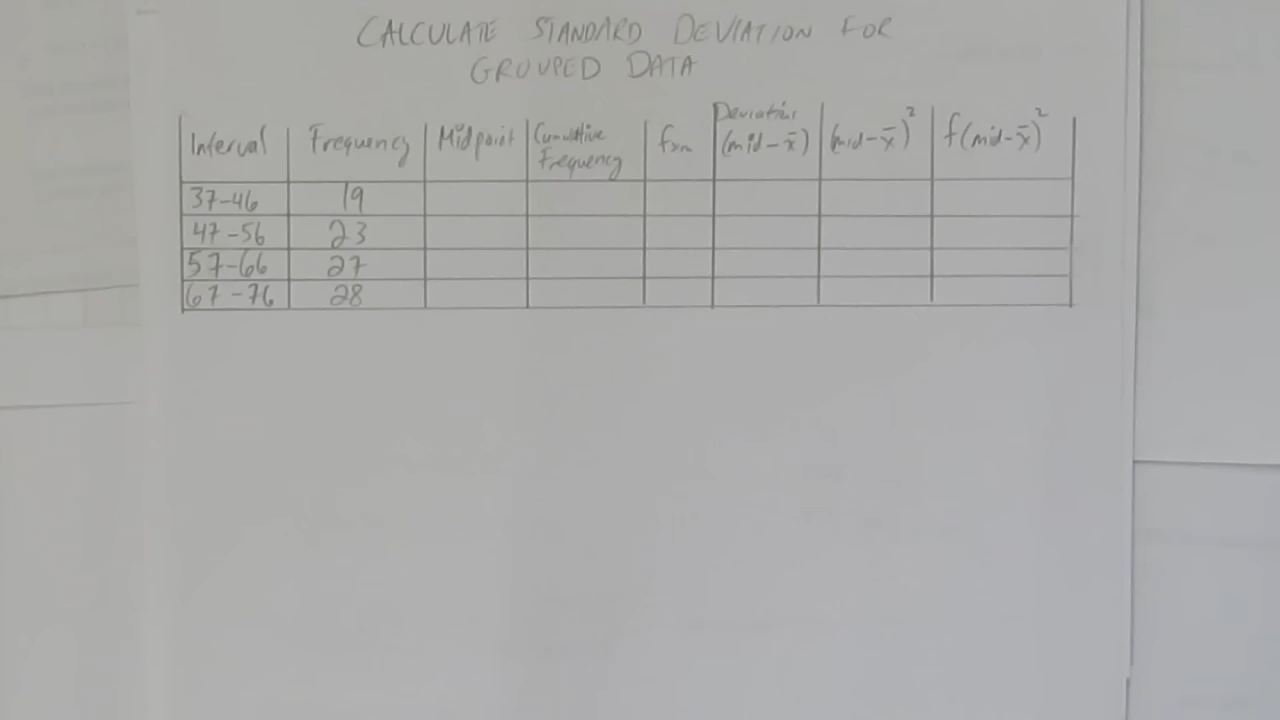 CALCULATE STANDARD DEVIATION FOR
GROUPED DATA
Interval Frequency Midpoint Cumulative Frequency fxm Deviation (mid-x̄) (mid-x̄)² f(mid-x̄)²
37-46 19
47-56 23
57-66 27
67-76 28